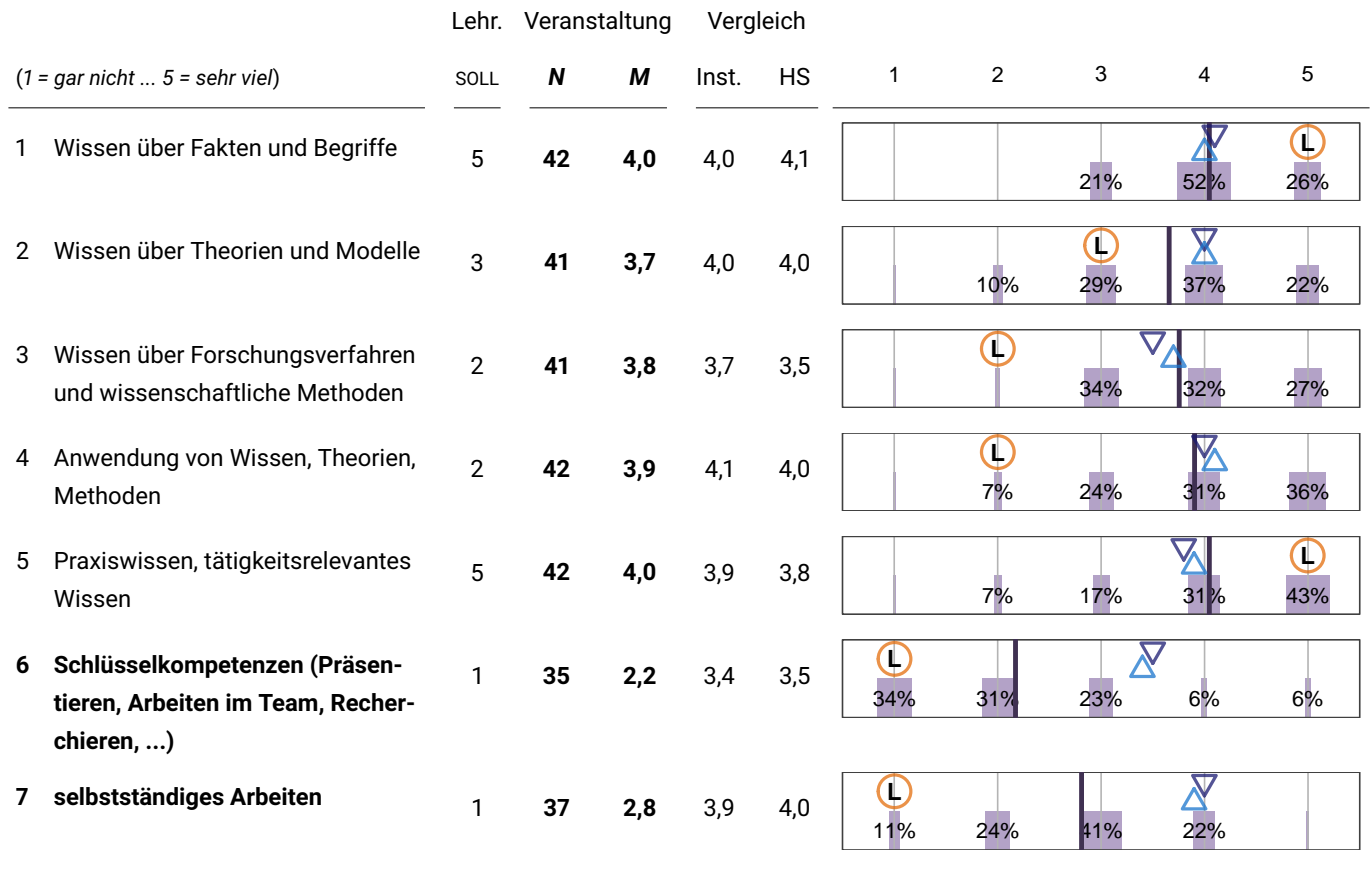 Lehr. Veranstaltung Vergleich
(1 = gar nicht ... 5 = sehr viel) SOLL N M Inst. HS 1 2 3 4 5
1 Wissen über Fakten und Begriffe 5 42 4,0 4,0 4,1 L
21% 52% 26%
2 Wissen über Theorien und Modelle 3 41 3,7 4,0 4,0 L
10% 29% 37% 22%
3 Wissen über Forschungsverfahren 2 41 3,8 3,7 3,5 L
und wissenschaftliche Methoden 34% 32% 27%
4 Anwendung von Wissen, Theorien, 2 42 3,9 4,1 4,0 L
Methoden 7% 24% 31% 36%
5 Praxiswissen, tätigkeitsrelevantes 5 42 4,0 3,9 3,8 L
Wissen 7% 17% 31% 43%
6 Schlüsselkompetenzen (Präsen- 1 35 2,2 3,4 3,5 L
tieren, Arbeiten im Team, Recher- 34% 31% 23% 6% 6%
chieren, ...)
7 selbstständiges Arbeiten 1 37 2,8 3,9 4,0 L
11% 24% 41% 22%